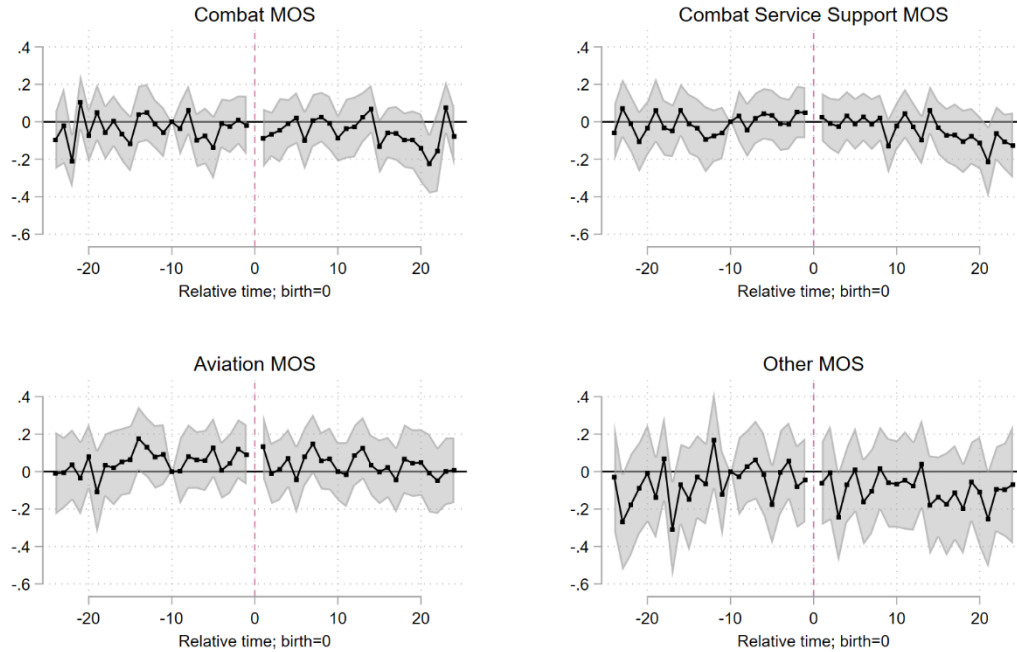 Combat MOS
.4
.2
0
-.2
-.4
-.6
-20 -10 0 10 20
Relative time; birth=0
Combat Service Support MOS
.4
.2
0
-.2
-.4
-.6
-20 -10 0 10 20
Relative time; birth=0
Aviation MOS
.4
.2
0
-.2
-.4
-.6
-20 -10 0 10 20
Relative time; birth=0
Other MOS
.4
.2
0
-.2
-.4
-.6
-20 -10 0 10 20
Relative time; birth=0